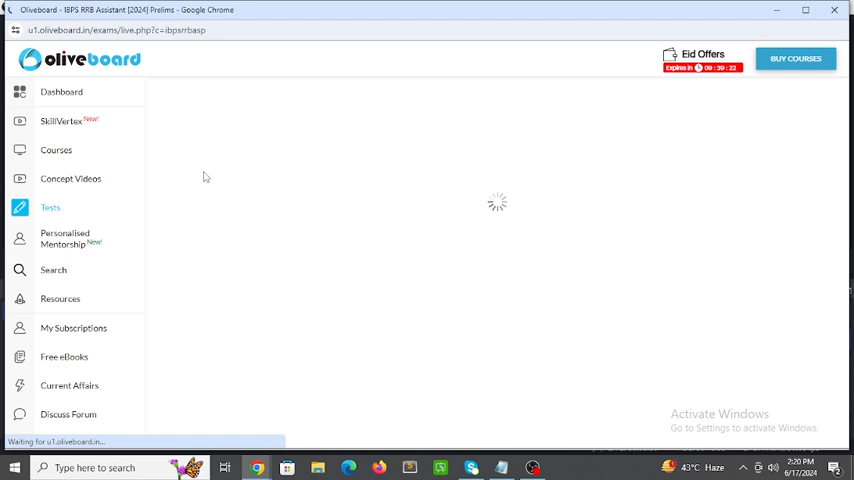 Oliveboard - IBPS RRB Assistant [2024] Prelims - Google Chrome
u1.oliveboard.in/exams/live.php?c=ibpsrrbasp
oliveboard
Eid Offers
Expires in 09 : 39 : 22
BUY COURSES
Dashboard
SkillVertex New!
Courses
Concept Videos
Tests
Personalised
Mentorship New!
Search
Resources
My Subscriptions
Free eBooks
Current Affairs
Discuss Forum
Activate Windows
Go to Settings to activate Windows.
Waiting for u1.oliveboard.in...
Type here to search
43°C Haze
2:20 PM
6/17/2024
2